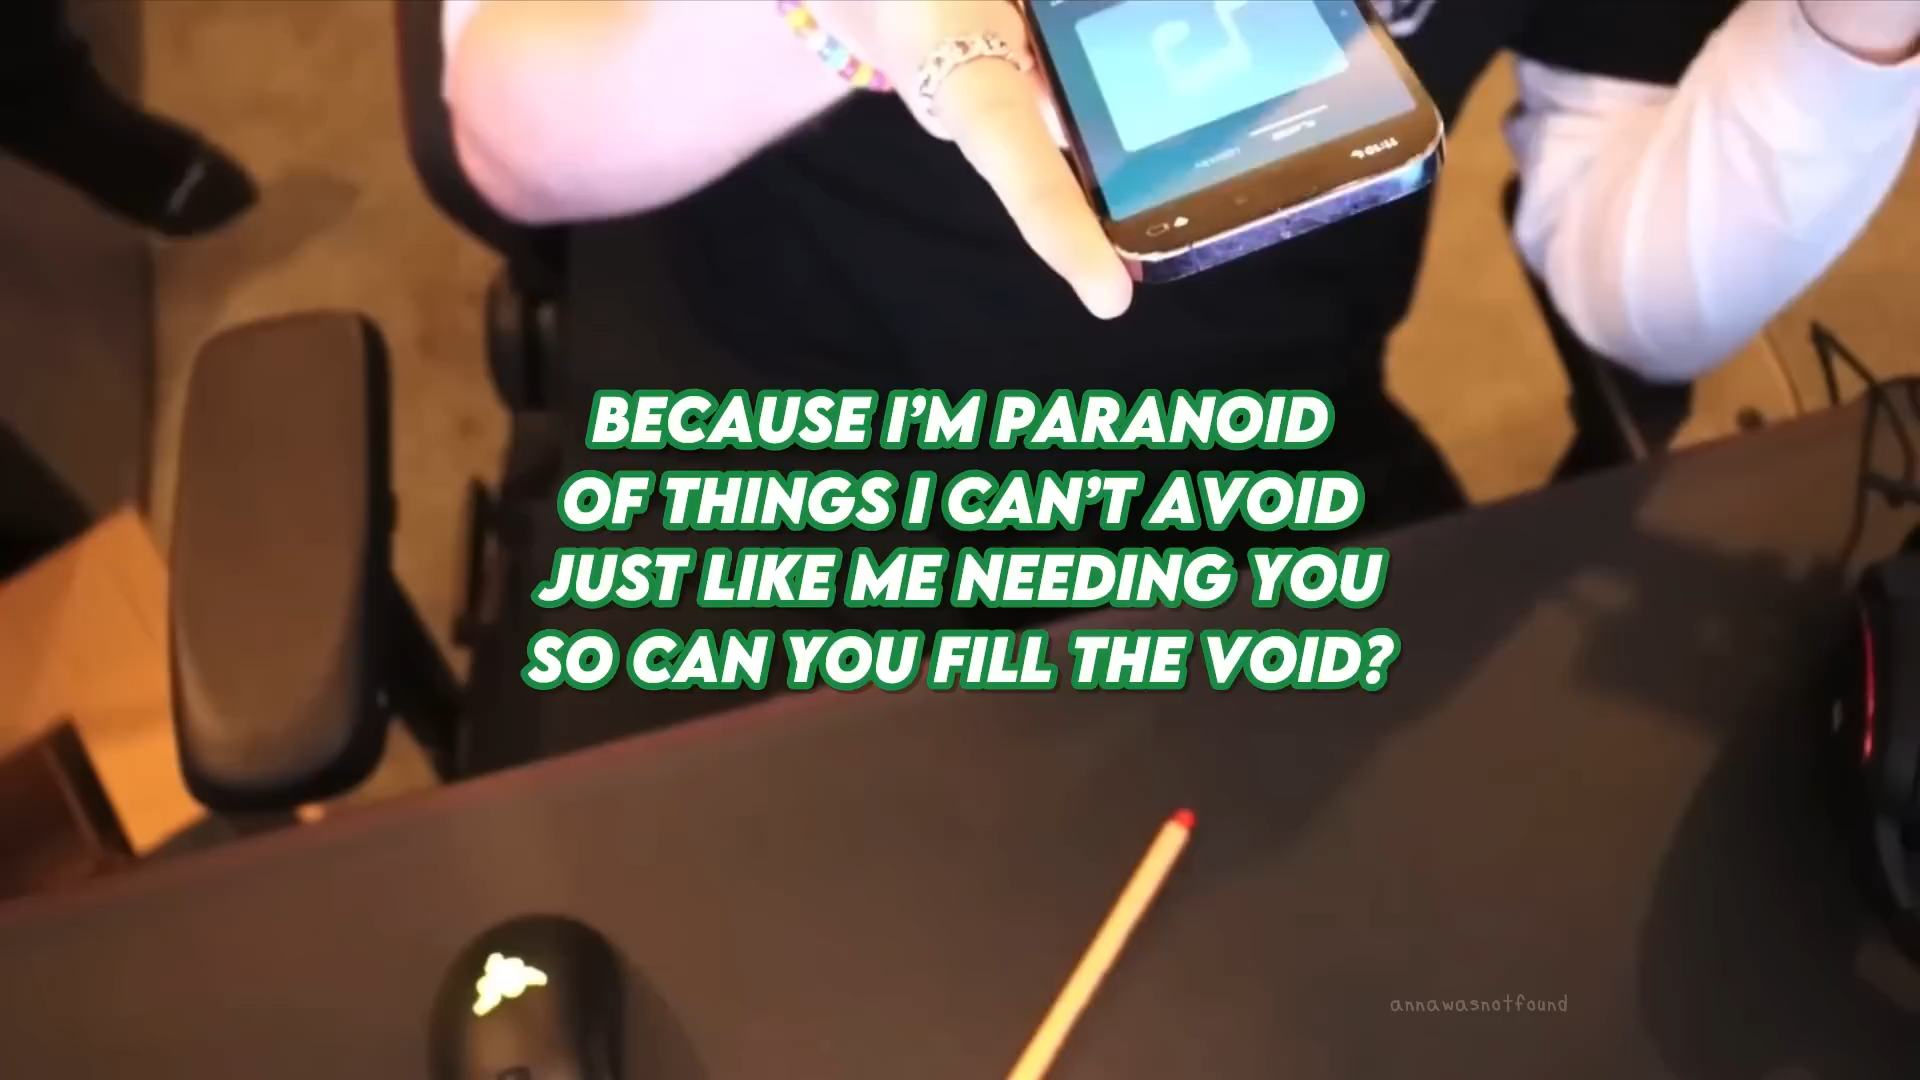 BECAUSE I'M PARANOID
OF THINGS I CAN'T AVOID
JUST LIKE ME NEEDING YOU
SO CAN YOU FILL THE VOID?
annawasnotfound